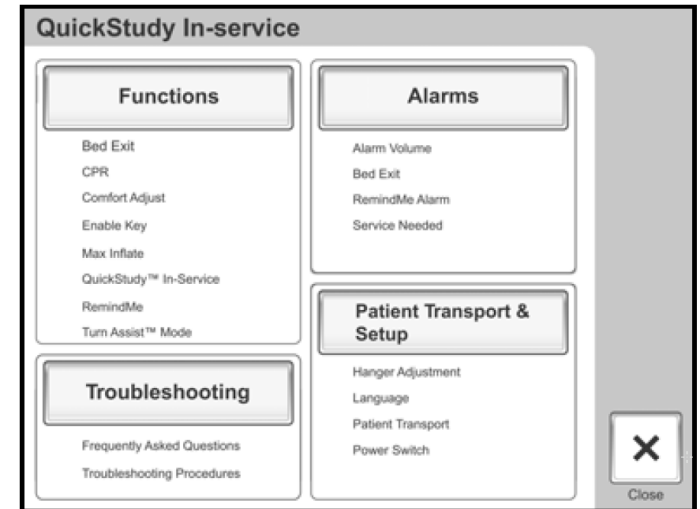 QuickStudy In-service
Functions
Bed Exit
CPR
Comfort Adjust
Enable Key
Max Inflate
QuickStudy™ In-Service
RemindMe
Turn Assist™ Mode
Troubleshooting
Frequently Asked Questions
Troubleshooting Procedures
Alarms
Alarm Volume
Bed Exit
RemindMe Alarm
Service Needed
Patient Transport &
Setup
Hanger Adjustment
Language
Patient Transport
Power Switch
Close